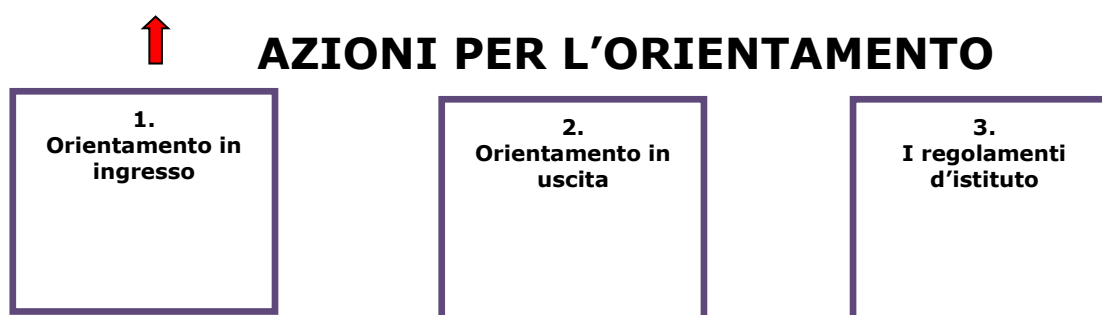 AZIONI PER L’ORIENTAMENTO
1.
Orientamento in
ingresso
2.
Orientamento in
uscita
3.
I regolamenti
d’istituto